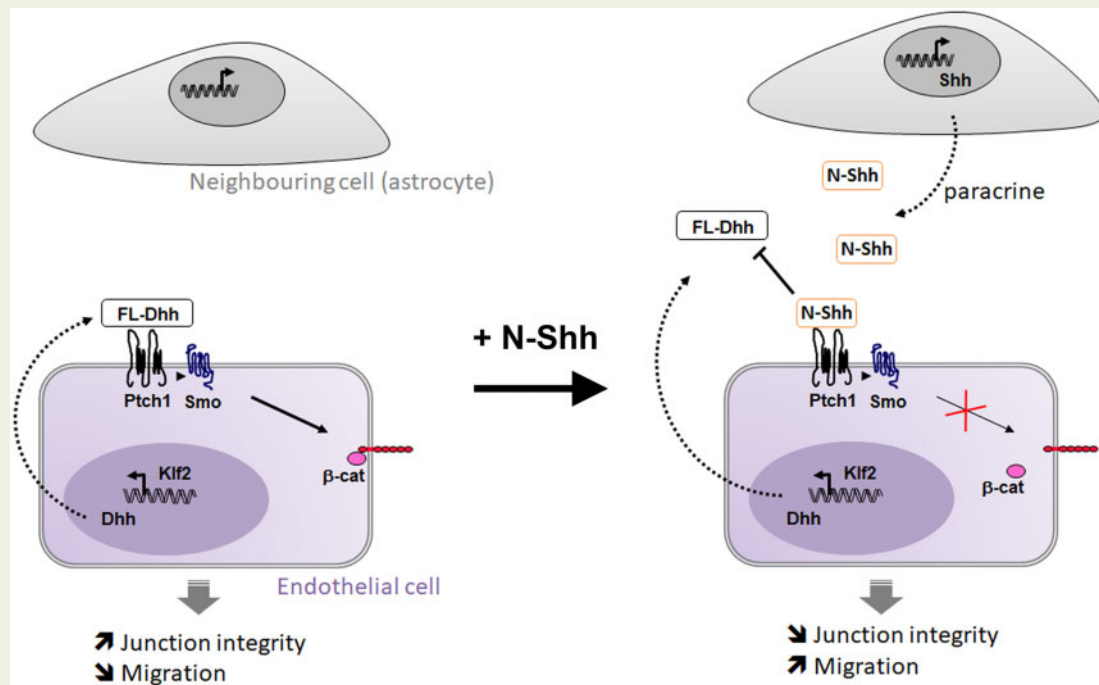 Neighbouring cell (astrocyte)
FL-Dhh
Ptch1
Smo
β-cat
Klf2
Dhh
Endothelial cell
↗ Junction integrity
↘ Migration
+ N-Shh
Shh
N-Shh
paracrine
FL-Dhh
N-Shh
N-Shh
Ptch1
Smo
β-cat
Klf2
Dhh
↘ Junction integrity
↗ Migration